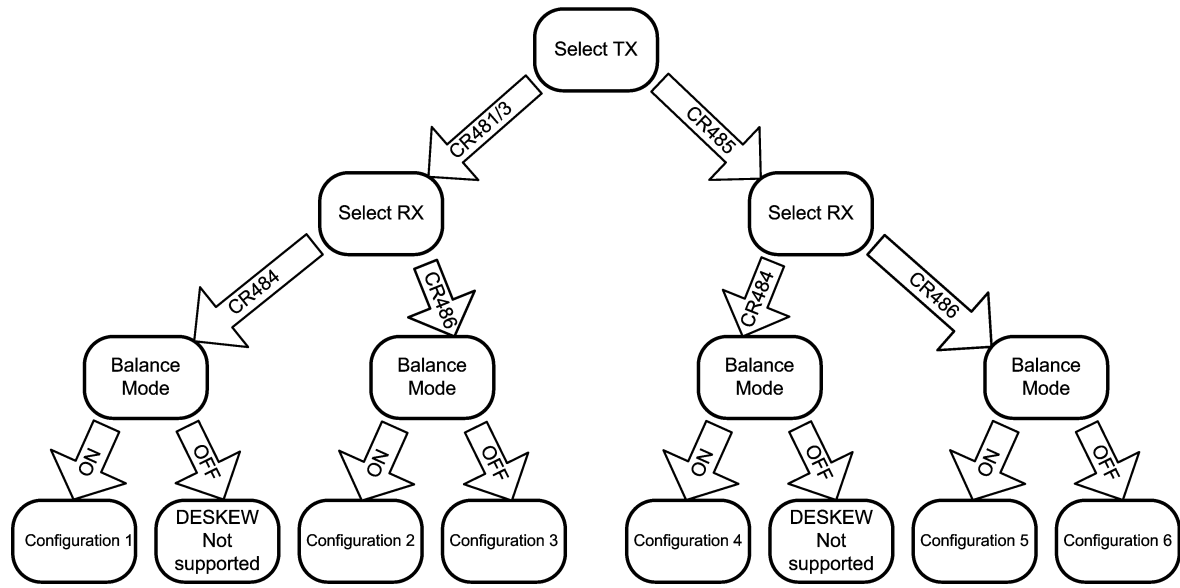 Select TX
CR481/3
CR485
Select RX
Select RX
CR484
CR486
CR484
CR486
Balance
Mode
Balance
Mode
Balance
Mode
Balance
Mode
ON
OFF
ON
OFF
ON
OFF
ON
OFF
Configuration 1
DESKEW
Not
supported
Configuration 2
Configuration 3
Configuration 4
DESKEW
Not
supported
Configuration 5
Configuration 6